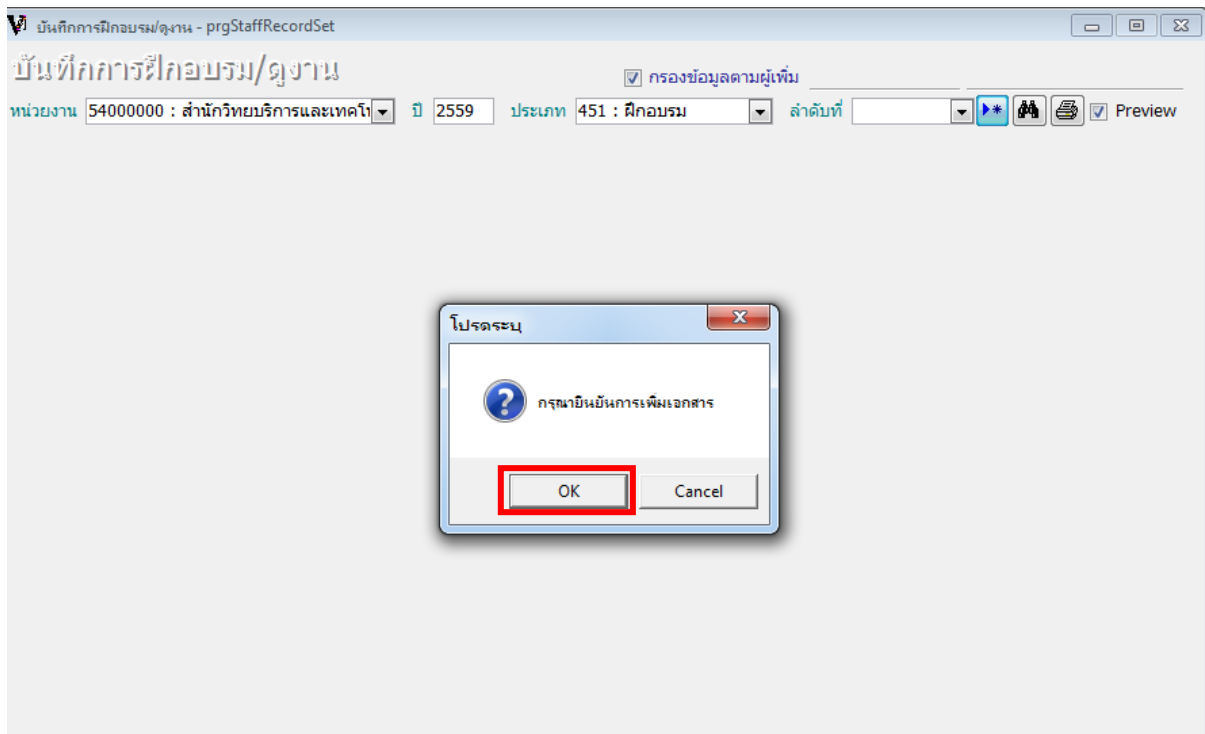 บันทึกการฝึกอบรม/ดูงาน - prgStaffRecordSet
บันทึกการฝึกอบรม/ดูงาน
กรองข้อมูลตามผู้เพิ่ม
หน่วยงาน 54000000 : สำนักวิทยบริการและเทคโน ปี 2559 ประเภท 451 : ฝึกอบรม ลำดับที่ Preview
โปรดระบุ
กรุณายืนยันการเพิ่มเอกสาร
OK Cancel